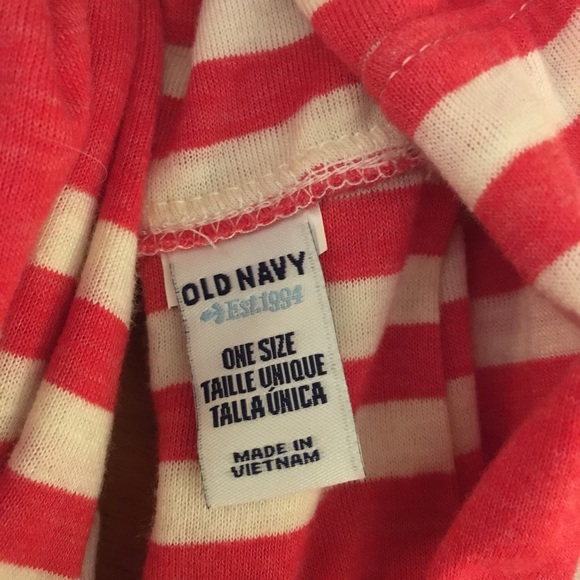 OLD NAVY
Est.1994
ONE SIZE
TAILLE UNIQUE
TALLA ÚNICA
MADE IN
VIETNAM